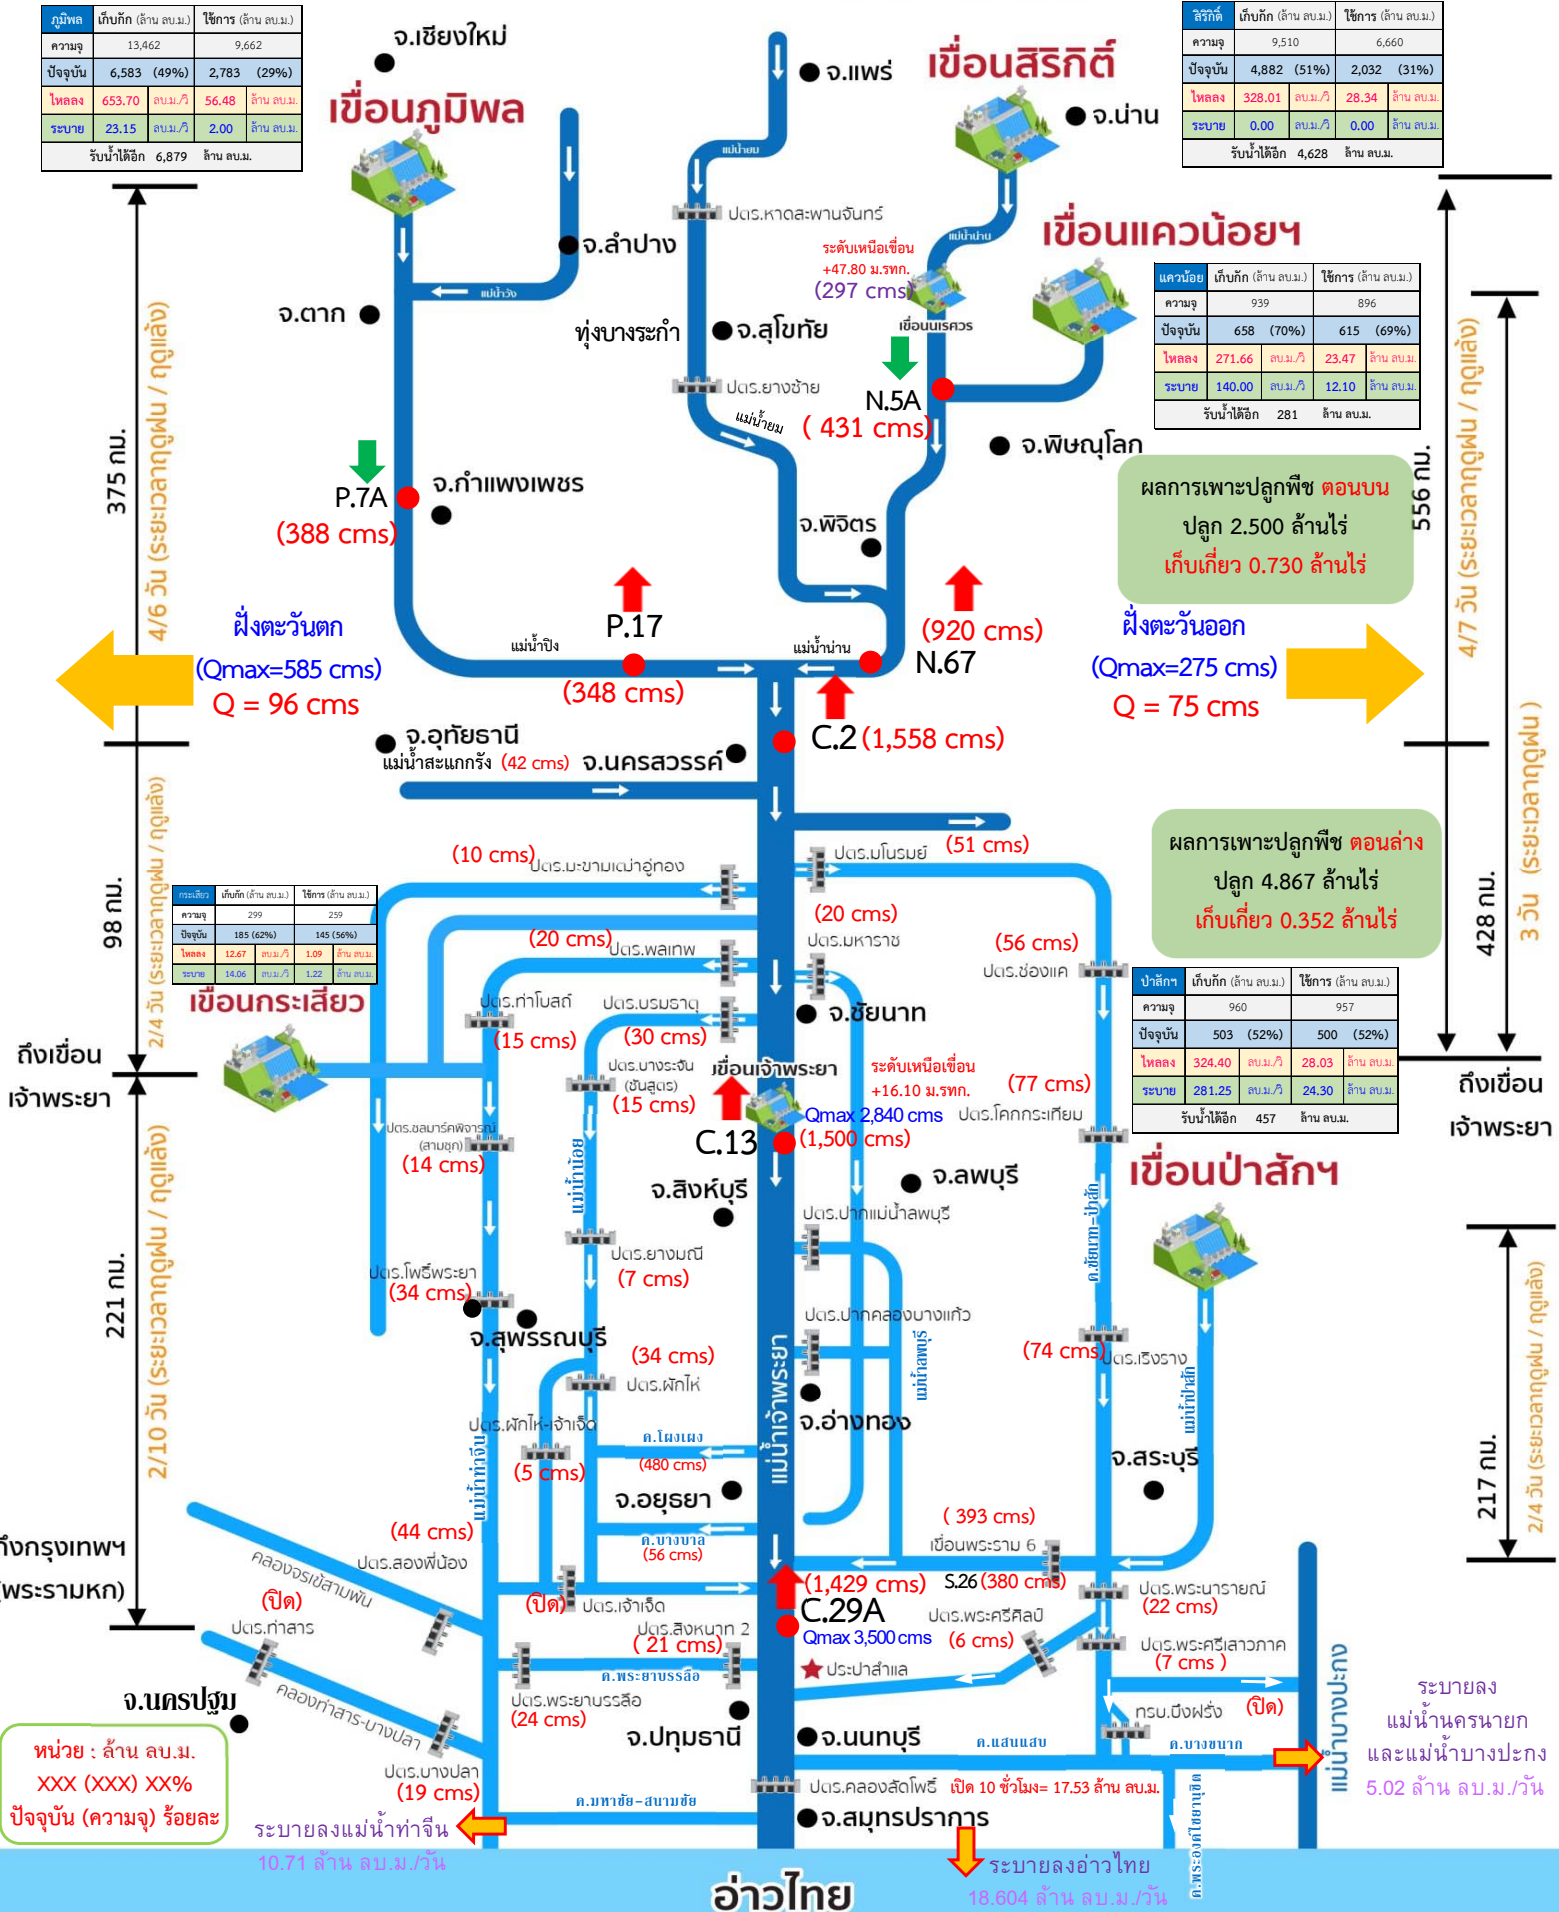 ภูมิพล เก็บกัก (ล้าน ลบ.ม.) ใช้การ (ล้าน ลบ.ม.)
ความจุ 13,462 9,662
ปัจจุบัน 6,583 (49%) 2,783 (29%)
ไหลลง 653.70 ลบ.ม./วิ 56.48 ล้าน ลบ.ม.
ระบาย 23.15 ลบ.ม./วิ 2.00 ล้าน ลบ.ม.
รับน้ำได้อีก 6,879 ล้าน ลบ.ม.
จ.เชียงใหม่
เขื่อนภูมิพล
จ.แพร่
เขื่อนสิริกิติ์
จ.น่าน
สิริกิติ์ เก็บกัก (ล้าน ลบ.ม.) ใช้การ (ล้าน ลบ.ม.)
ความจุ 9,510 6,660
ปัจจุบัน 4,882 (51%) 2,032 (31%)
ไหลลง 328.01 ลบ.ม./วิ 28.34 ล้าน ลบ.ม.
ระบาย 0.00 ลบ.ม./วิ 0.00 ล้าน ลบ.ม.
รับน้ำได้อีก 4,628 ล้าน ลบ.ม.
แม่น้ำยม
ปตร.หาดสะพานจันทร์
แม่น้ำน่าน
เขื่อนแควน้อยฯ
จ.ลำปาง
ระดับเหนือเขื่อน
+47.80 ม.รทก.
(297 cms)
แม่น้ำวัง
เขื่อนนเรศวร
แควน้อย เก็บกัก (ล้าน ลบ.ม.) ใช้การ (ล้าน ลบ.ม.)
ความจุ 939 896
ปัจจุบัน 658 (70%) 615 (69%)
ไหลลง 271.66 ลบ.ม./วิ 23.47 ล้าน ลบ.ม.
ระบาย 140.00 ลบ.ม./วิ 12.10 ล้าน ลบ.ม.
รับน้ำได้อีก 281 ล้าน ลบ.ม.
จ.ตาก
ทุ่งบางระกำ
จ.สุโขทัย
ปตร.ยางซ้าย
แม่น้ำยม
N.5A
( 431 cms)
จ.พิษณุโลก
375 กม.
4/6 วัน (ระยะเวลาฤดูฝน / ฤดูแล้ง)
P.7A
(388 cms)
จ.กำแพงเพชร
จ.พิจิตร
ผลการเพาะปลูกพืช ตอนบน
ปลูก 2.500 ล้านไร่
เก็บเกี่ยว 0.730 ล้านไร่
556 กม.
4/7 วัน (ระยะเวลาฤดูฝน / ฤดูแล้ง)
ฝั่งตะวันตก
(Qmax=585 cms)
Q = 96 cms
แม่น้ำปิง
P.17
(348 cms)
แม่น้ำน่าน
(920 cms)
N.67
ฝั่งตะวันออก
(Qmax=275 cms)
Q = 75 cms
C.2 (1,558 cms)
จ.อุทัยธานี
แม่น้ำสะแกกรัง (42 cms)
จ.นครสวรรค์
98 กม.
2/4 วัน (ระยะเวลาฤดูฝน / ฤดูแล้ง)
428 กม.
3 วัน (ระยะเวลาฤดูฝน )
ผลการเพาะปลูกพืช ตอนล่าง
ปลูก 4.867 ล้านไร่
เก็บเกี่ยว 0.352 ล้านไร่
(10 cms)
ปตร.มะขามเฒ่าอู่ทอง
ปตร.มโนรมย์
(51 cms)
กระเสียว เก็บกัก (ล้าน ลบ.ม.) ใช้การ (ล้าน ลบ.ม.)
ความจุ 299 259
ปัจจุบัน 185 (62%) 145 (56%)
ไหลลง 12.67 ลบ.ม./วิ 1.09 ล้าน ลบ.ม.
ระบาย 14.06 ลบ.ม./วิ 1.22 ล้าน ลบ.ม.
เขื่อนกระเสียว
(20 cms)
ปตร.พลเทพ
(20 cms)
ปตร.มหาราช
(56 cms)
ปตร.ช่องแค
ปตร.ท่าโบสถ์
(15 cms)
ปตร.บรมธาตุ
(30 cms)
จ.ชัยนาท
ป่าสักฯ เก็บกัก (ล้าน ลบ.ม.) ใช้การ (ล้าน ลบ.ม.)
ความจุ 960 957
ปัจจุบัน 503 (52%) 500 (52%)
ไหลลง 324.40 ลบ.ม./วิ 28.03 ล้าน ลบ.ม.
ระบาย 281.25 ลบ.ม./วิ 24.30 ล้าน ลบ.ม.
รับน้ำได้อีก 457 ล้าน ลบ.ม.
ถึงเขื่อน
เจ้าพระยา
ปตร.บางระจัน
(ชันสูตร)
(15 cms)
เขื่อนเจ้าพระยา
ระดับเหนือเขื่อน
+16.10 ม.รทก.
Qmax 2,840 cms
(1,500 cms)
C.13
(77 cms)
ปตร.โคกกระเทียม
ถึงเขื่อน
เจ้าพระยา
ปตร.ชลมาร์คพิจารณ์
(สามชุก)
(14 cms)
แม่น้ำน้อย
จ.สิงห์บุรี
จ.ลพบุรี
เขื่อนป่าสักฯ
ค.ชัยนาท-ป่าสัก
ปตร.ปากแม่น้ำลพบุรี
221 กม.
2/10 วัน (ระยะเวลาฤดูฝน / ฤดูแล้ง)
ปตร.โพธิ์พระยา
(34 cms)
ปตร.ยางมณี
(7 cms)
จ.สุพรรณบุรี
ปตร.ปากคลองบางแก้ว
แม่น้ำลพบุรี
(74 cms)
ปตร.เริงราง
แม่น้ำป่าสัก
(34 cms)
ปตร.ผักไห่
แม่น้ำเจ้าพระยา
จ.อ่างทอง
ปตร.ผักไห่-เจ้าเจ็ด
(5 cms)
แม่น้ำท่าจีน
ค.โผงเผง
(480 cms)
จ.สระบุรี
217 กม.
2/4 วัน (ระยะเวลาฤดูฝน / ฤดูแล้ง)
จ.อยุธยา
ถึงกรุงเทพฯ
(พระรามหก)
(44 cms)
ปตร.สองพี่น้อง
คลองจรเข้สามพัน
ค.บางบาล
(56 cms)
( 393 cms)
เขื่อนพระราม 6
S.26 (380 cms)
(ปิด)
ปตร.ท่าสาร
(ปิด)
ปตร.เจ้าเจ็ด
(1,429 cms)
C.29A
Qmax 3,500 cms
ปตร.พระนารายณ์
(22 cms)
ปตร.พระศรีศิลป์
(6 cms)
ปตร.สิงหนาท 2
( 21 cms)
ปตร.พระศรีเสาวภาค
(7 cms )
ค.พระยาบรรลือ
ประปาสำแล
คลองท่าสาร-บางปลา
จ.นครปฐม
ปตร.พระยาบรรลือ
(24 cms)
จ.ปทุมธานี
จ.นนทบุรี
ทรบ.บึงฝรั่ง
(ปิด)
แม่น้ำบางปะกง
ระบายลง
แม่น้ำนครนายก
และแม่น้ำบางปะกง
5.02 ล้าน ลบ.ม./วัน
หน่วย : ล้าน ลบ.ม.
XXX (XXX) XX%
ปัจจุบัน (ความจุ) ร้อยละ
ค.แสนแสบ
ค.บางขนาก
ปตร.บางปลา
(19 cms)
ปตร.คลองลัดโพธิ์ เปิด 10 ชั่วโมง= 17.53 ล้าน ลบ.ม.
ค.มหาชัย-สนามชัย
จ.สมุทรปราการ
ค.พระองค์ไชยานุชิต
ระบายลงแม่น้ำท่าจีน
10.71 ล้าน ลบ.ม./วัน
ระบายลงอ่าวไทย
18.604 ล้าน ลบ.ม./วัน
อ่าวไทย